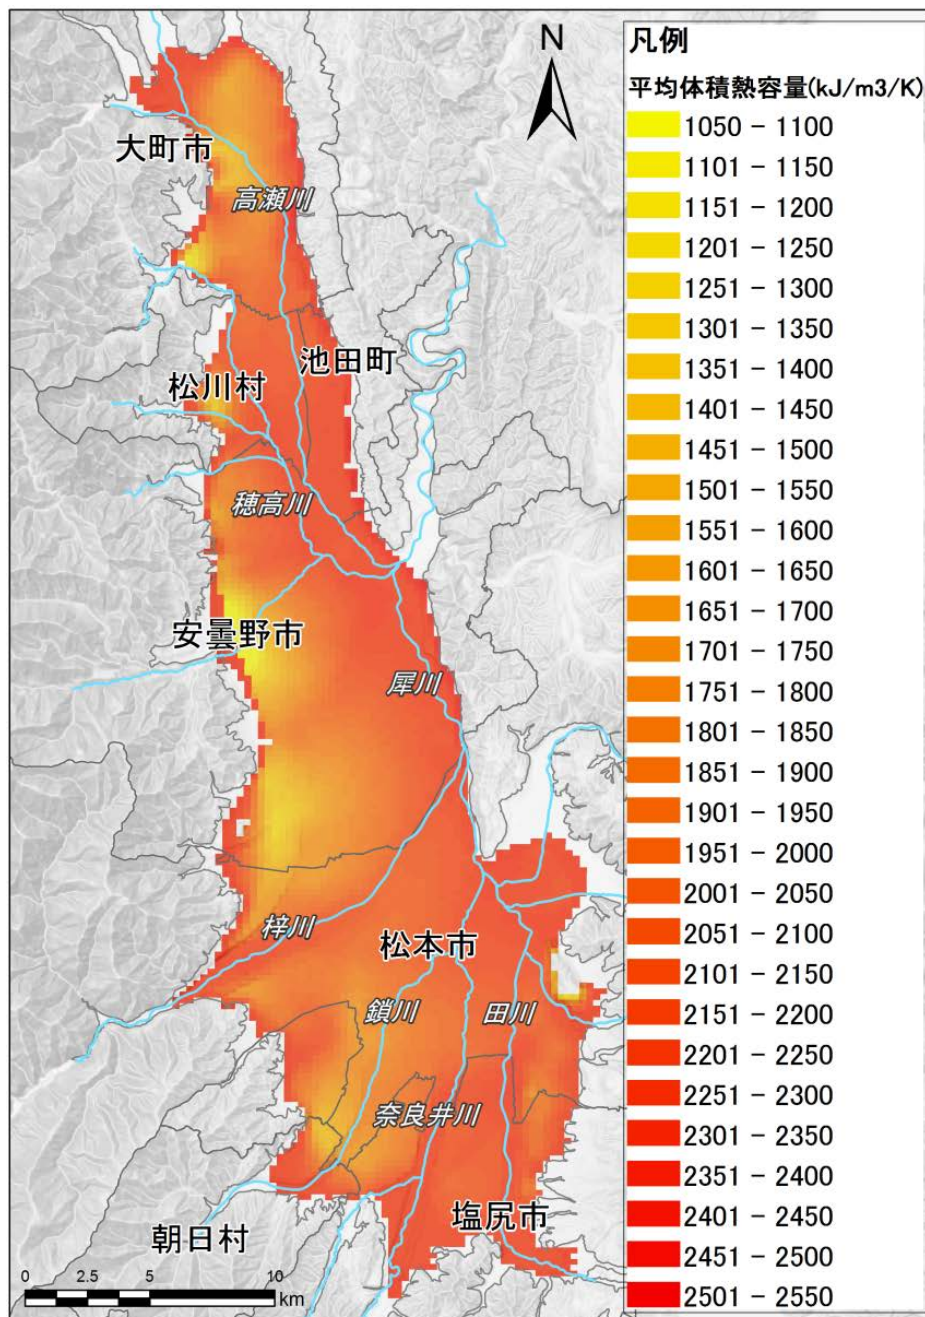 N
大町市
高瀬川
池田町
松川村
穂高川
安曇野市
犀川
梓川
松本市
鎖川
田川
奈良井川
塩尻市
朝日村
0 2.5 5 10
km
凡例
平均体積熱容量(kJ/m3/K)
1050 - 1100
1101 - 1150
1151 - 1200
1201 - 1250
1251 - 1300
1301 - 1350
1351 - 1400
1401 - 1450
1451 - 1500
1501 - 1550
1551 - 1600
1601 - 1650
1651 - 1700
1701 - 1750
1751 - 1800
1801 - 1850
1851 - 1900
1901 - 1950
1951 - 2000
2001 - 2050
2051 - 2100
2101 - 2150
2151 - 2200
2201 - 2250
2251 - 2300
2301 - 2350
2351 - 2400
2401 - 2450
2451 - 2500
2501 - 2550